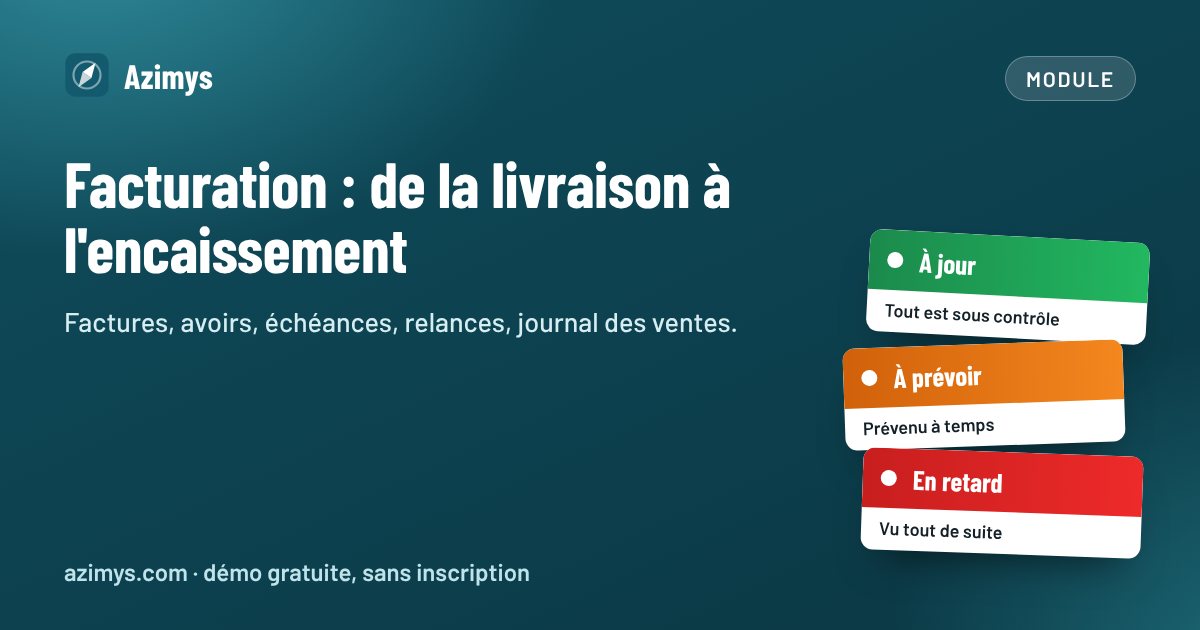 Azimys
MODULE
Facturation : de la livraison à
l'encaissement
Factures, avoirs, échéances, relances, journal des ventes.
À jour
Tout est sous contrôle
À prévoir
Prévenu à temps
En retard
Vu tout de suite
azimys.com · démo gratuite, sans inscription